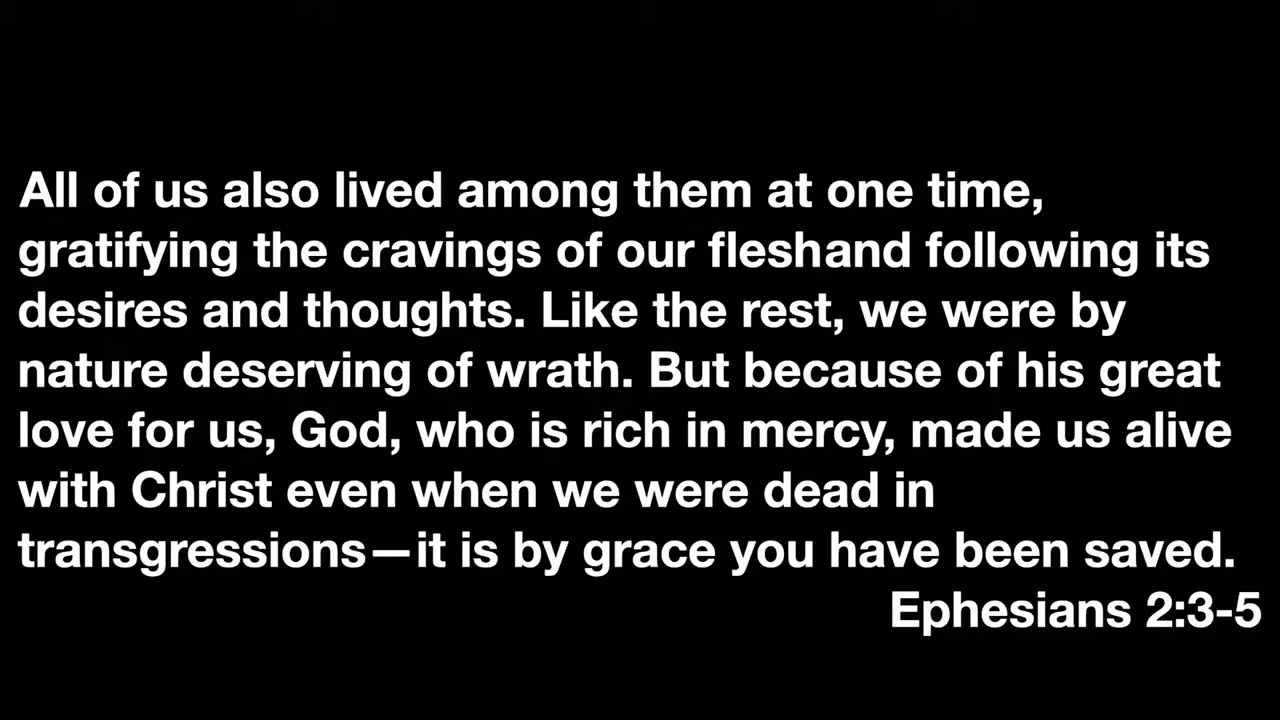 All of us also lived among them at one time,
gratifying the cravings of our fleshand following its
desires and thoughts. Like the rest, we were by
nature deserving of wrath. But because of his great
love for us, God, who is rich in mercy, made us alive
with Christ even when we were dead in
transgressions—it is by grace you have been saved.
Ephesians 2:3-5